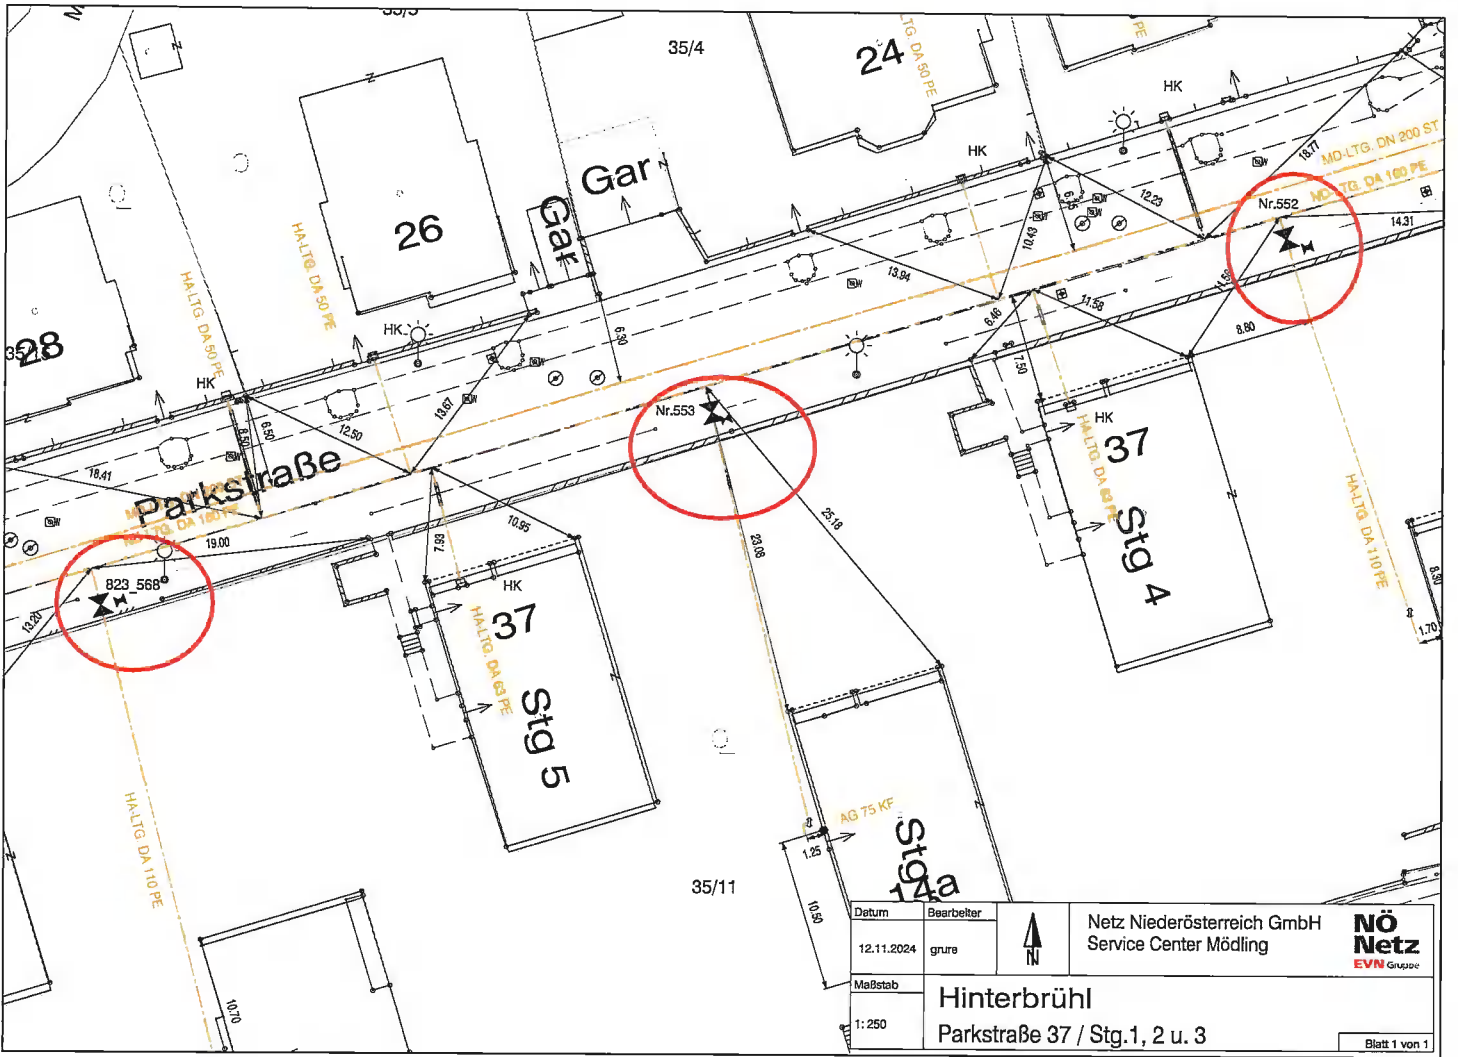 35/4
24
LTG. DA 50 PE
PE
HK
HK
MD-LTG. DN 200 ST
MD-LTG. DA 160 PE
18.77
Nr.552
14.31
12.23
10.43
6.45
Gar
Gar
26
HA-LTG. DA 50 PE
HA-LTG. DA 50 PE
28
HK
HK
13.94
6.30
6.46
11.58
8.80
7.50
Nr.553
13.67
12.50
6.50
8.50
18.41
Parkstraße
19.00
823_568
13.20
7.93
10.95
HK
37
Stg 5
HA-LTG. DA 63 PE
HK
37
Stg 4
HA-LTG. DA 63 PE
HA-LTG. DA 110 PE
8.30
1.70
25.18
23.08
HA-LTG. DA 110 PE
AG 75 KF
1.25
10.50
Stg
14a
35/11
10.70
Datum
Bearbeiter
12.11.2024
grure
N
Netz Niederösterreich GmbH
Service Center Mödling
NÖ
Netz
EVN Gruppe
Maßstab
1: 250
Hinterbrühl
Parkstraße 37 / Stg.1, 2 u. 3
Blatt 1 von 1